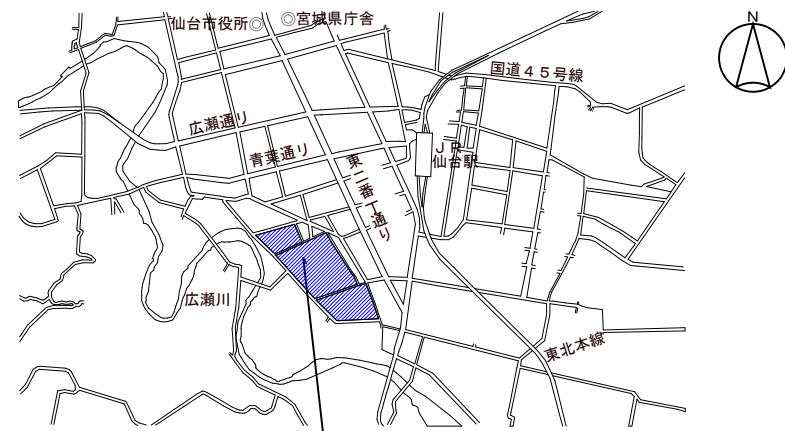 仙台市役所◎
◎宮城県庁舎
N
国道４５号線
広瀬通り
青葉通り
ＪＲ
仙台駅
東二番丁通り
広瀬川
東北本線